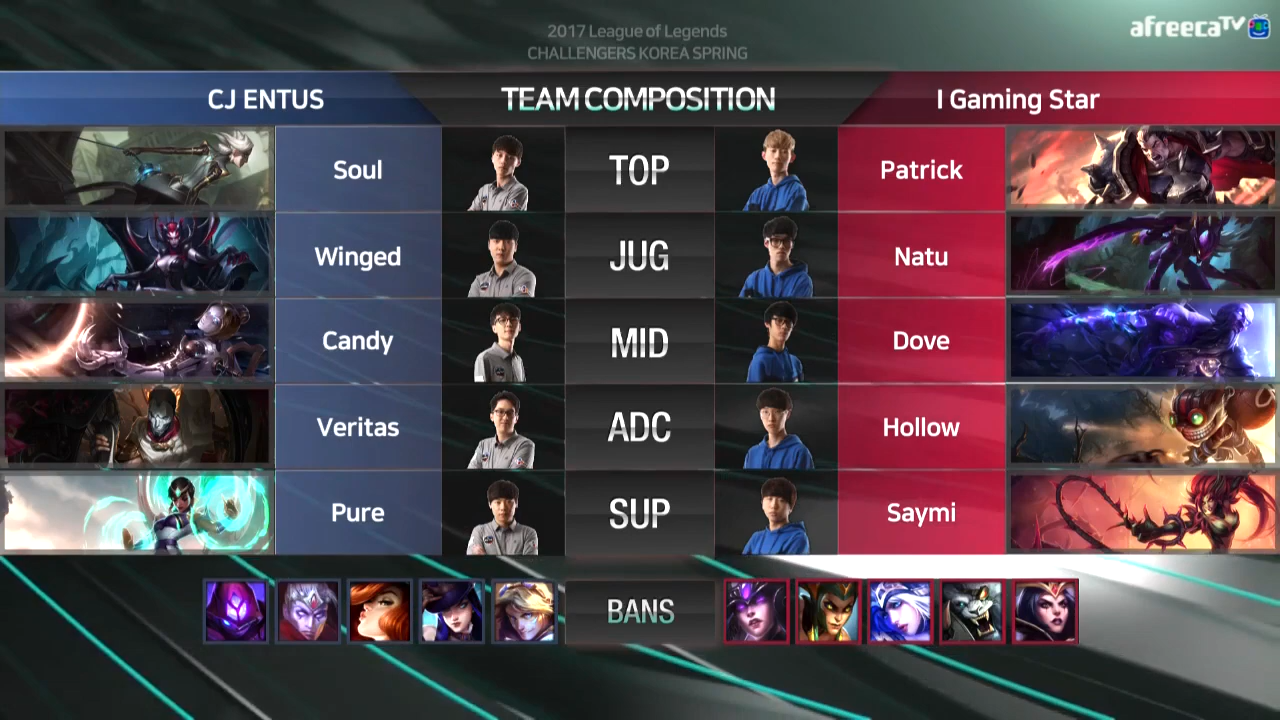 2017 League of Legends
CHALLENGERS KOREA SPRING
afreecaTV
CJ ENTUS
TEAM COMPOSITION
I Gaming Star
Soul
TOP
Patrick
Winged
JUG
Natu
Candy
MID
Dove
Veritas
ADC
Hollow
Pure
SUP
Saymi
BANS